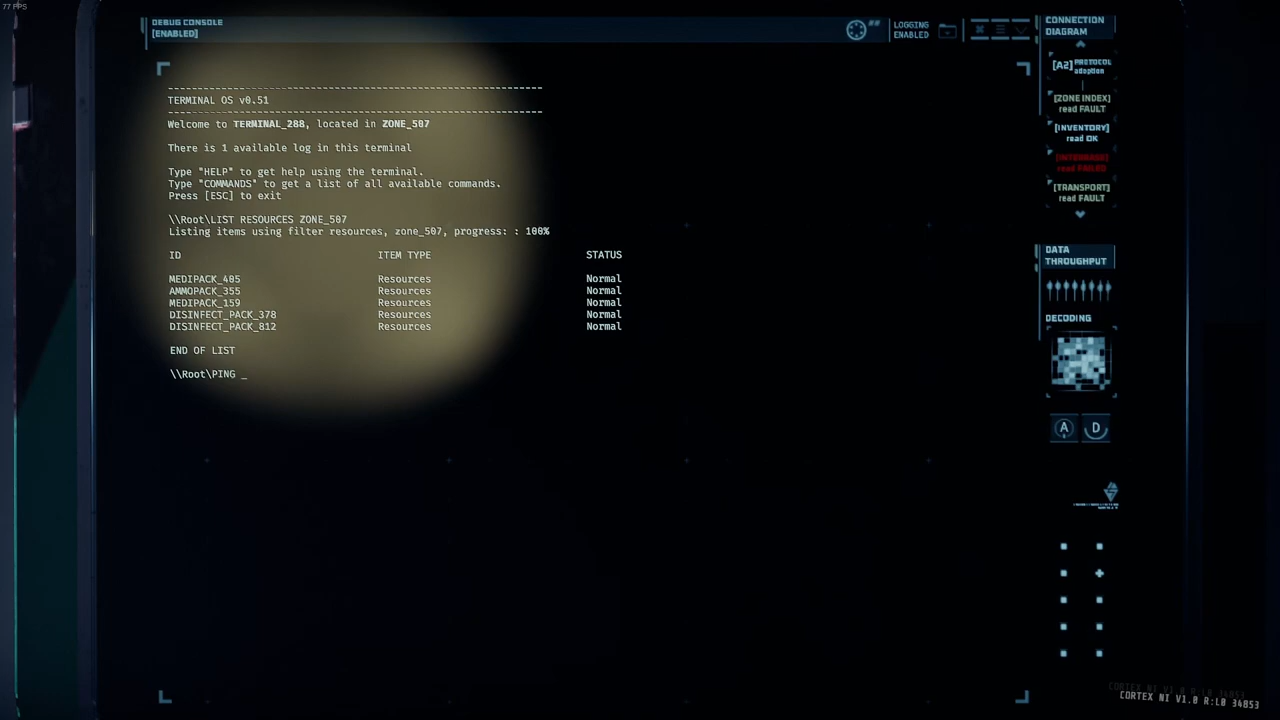 77 FPS
DEBUG CONSOLE
[ENABLED]
LOGGING
ENABLED
CONNECTION
DIAGRAM
[A2] PROTOCOL
adoption
[ZONE INDEX]
read FAULT
[INVENTORY]
read OK
read FAILED
[TRANSPORT]
read FAULT
DATA
THROUGHPUT
DECODING
A D
--------------------------------------------------------------
TERMINAL OS v0.51
--------------------------------------------------------------
Welcome to TERMINAL_288, located in ZONE_507
There is 1 available log in this terminal
Type "HELP" to get help using the terminal.
Type "COMMANDS" to get a list of all available commands.
Press [ESC] to exit
\\Root\LIST RESOURCES ZONE_507
Listing items using filter resources, zone_507, progress: : 100%
ID ITEM TYPE STATUS
MEDIPACK_405 Resources Normal
AMMOPACK_355 Resources Normal
MEDIPACK_159 Resources Normal
DISINFECT_PACK_378 Resources Normal
DISINFECT_PACK_812 Resources Normal
END OF LIST
\\Root\PING _
CORTEX NI V1.0 R:L0 34853